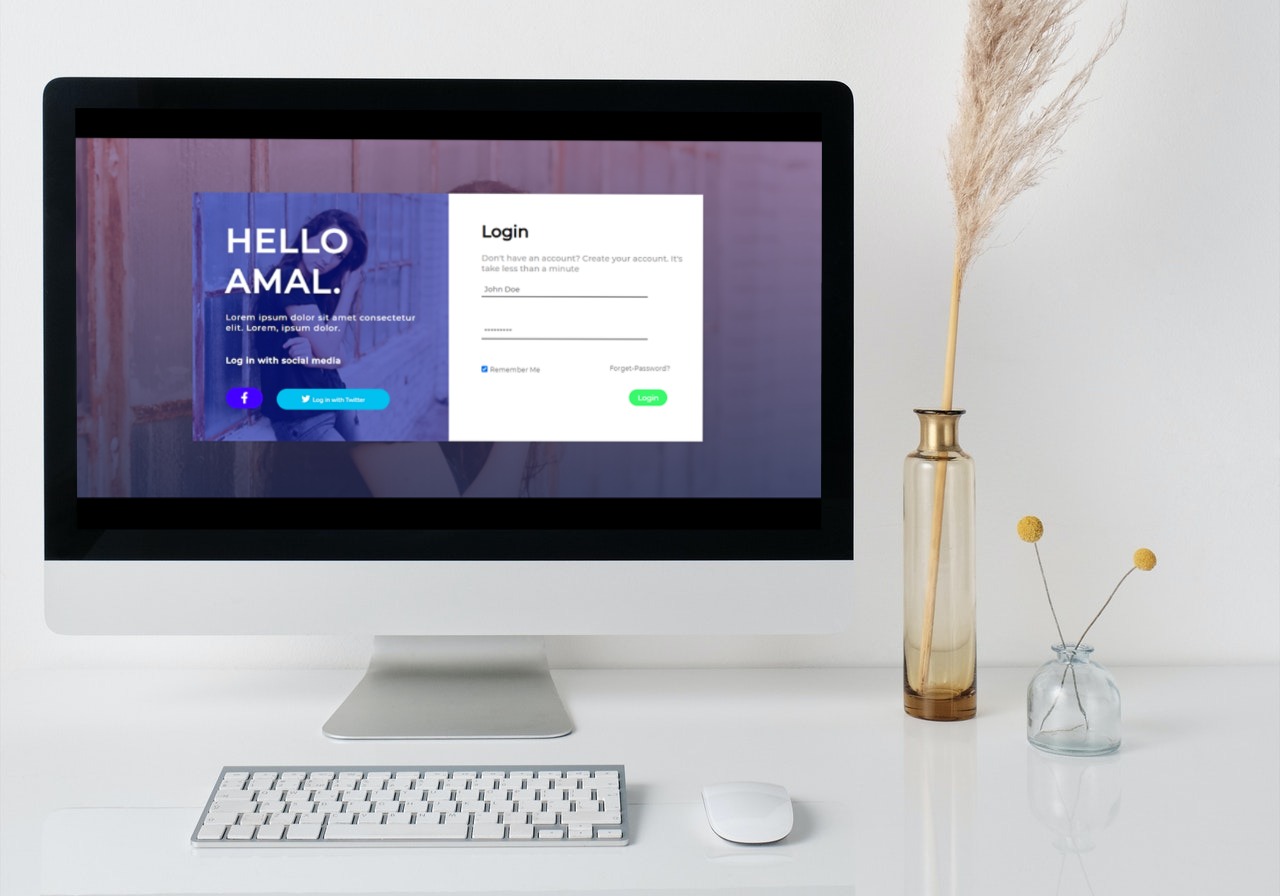 HELLO
AMAL.
Lorem ipsum dolor sit amet consectetur
elit. Lorem, ipsum dolor.
Log in with social media
f
Log in with Twitter
Login
Don't have an account? Create your account. It's
take less than a minute
John Doe
*********
Remember Me
Forget-Password?
Login